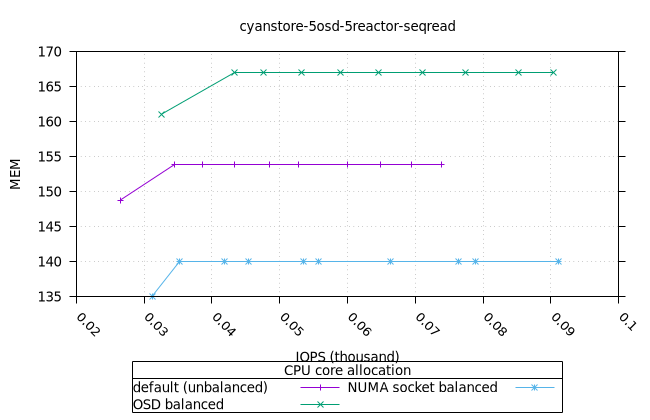 cyanstore-5osd-5reactor-seqread
170
165
160
155
150
145
140
135
MEM
0.02 0.03 0.04 0.05 0.06 0.07 0.08 0.09 0.1
IOPS (thousand)
CPU core allocation
default (unbalanced) NUMA socket balanced
OSD balanced